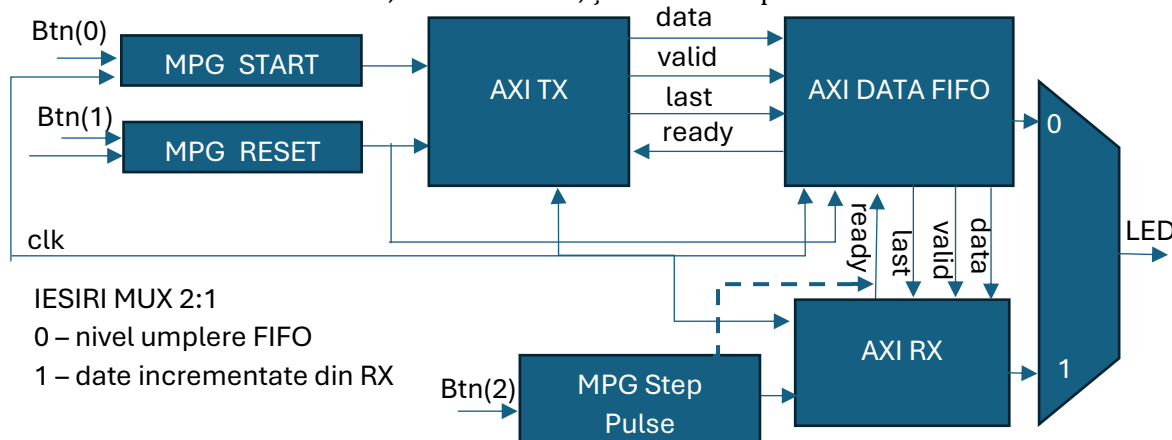 data
Btn(0)
MPG START
valid
AXI TX
AXI DATA FIFO
last
Btn(1)
ready
0
MPG RESET
clk
ready
last
valid
data
LED
IESIRI MUX 2:1
0 – nivel umplere FIFO
1 – date incrementate din RX
AXI RX
1
Btn(2)
MPG Step
Pulse